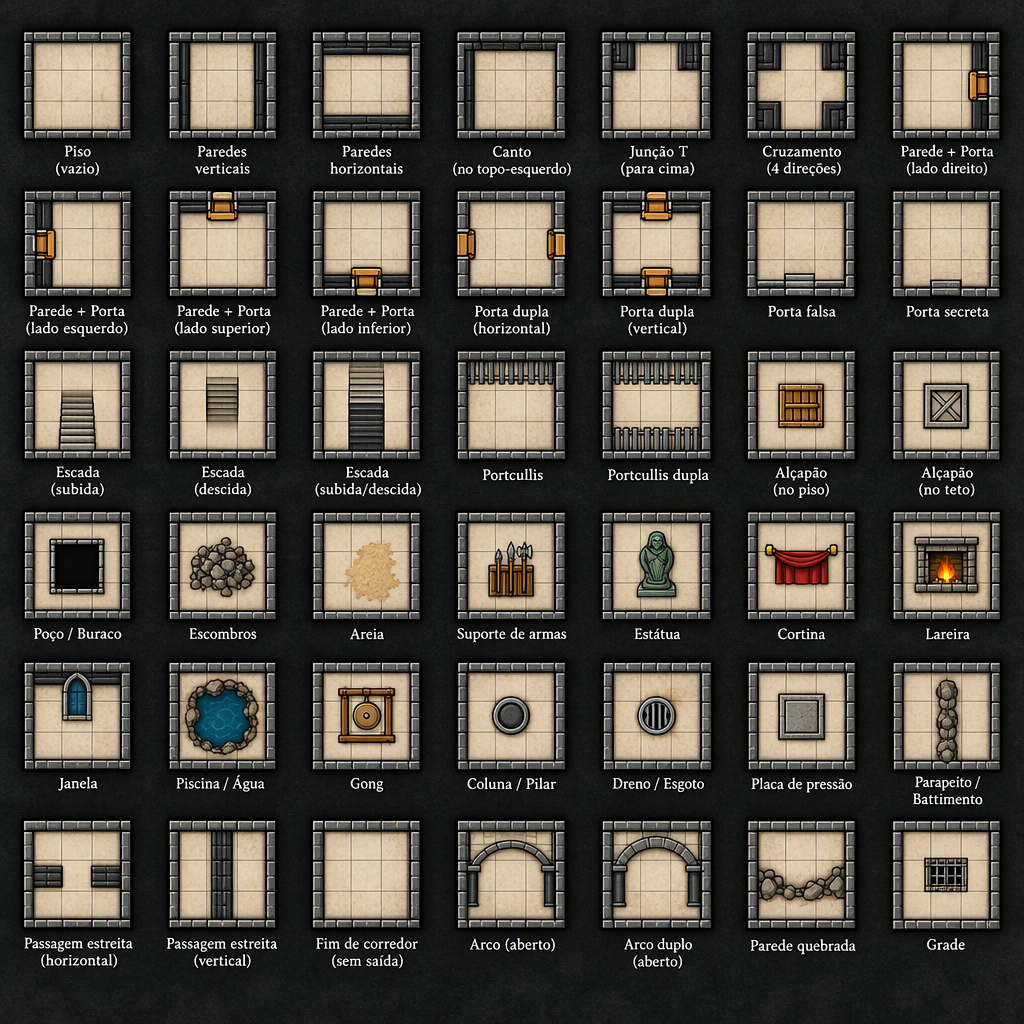 Piso
(vazio)
Paredes
verticais
Paredes
horizontais
Canto
(no topo-esquerdo)
Junção T
(para cima)
Cruzamento
(4 direções)
Parede + Porta
(lado direito)
Parede + Porta
(lado esquerdo)
Parede + Porta
(lado superior)
Parede + Porta
(lado inferior)
Porta dupla
(horizontal)
Porta dupla
(vertical)
Porta falsa
Porta secreta
Escada
(subida)
Escada
(descida)
Escada
(subida/descida)
Portcullis
Portcullis dupla
Alçapão
(no piso)
Alçapão
(no teto)
Poço / Buraco
Escombros
Areia
Suporte de armas
Estátua
Cortina
Lareira
Janela
Piscina / Água
Gong
Coluna / Pilar
Dreno / Esgoto
Placa de pressão
Parapeito /
Battimento
Passagem estreita
(horizontal)
Passagem estreita
(vertical)
Fim de corredor
(sem saída)
Arco (aberto)
Arco duplo
(aberto)
Parede quebrada
Grade